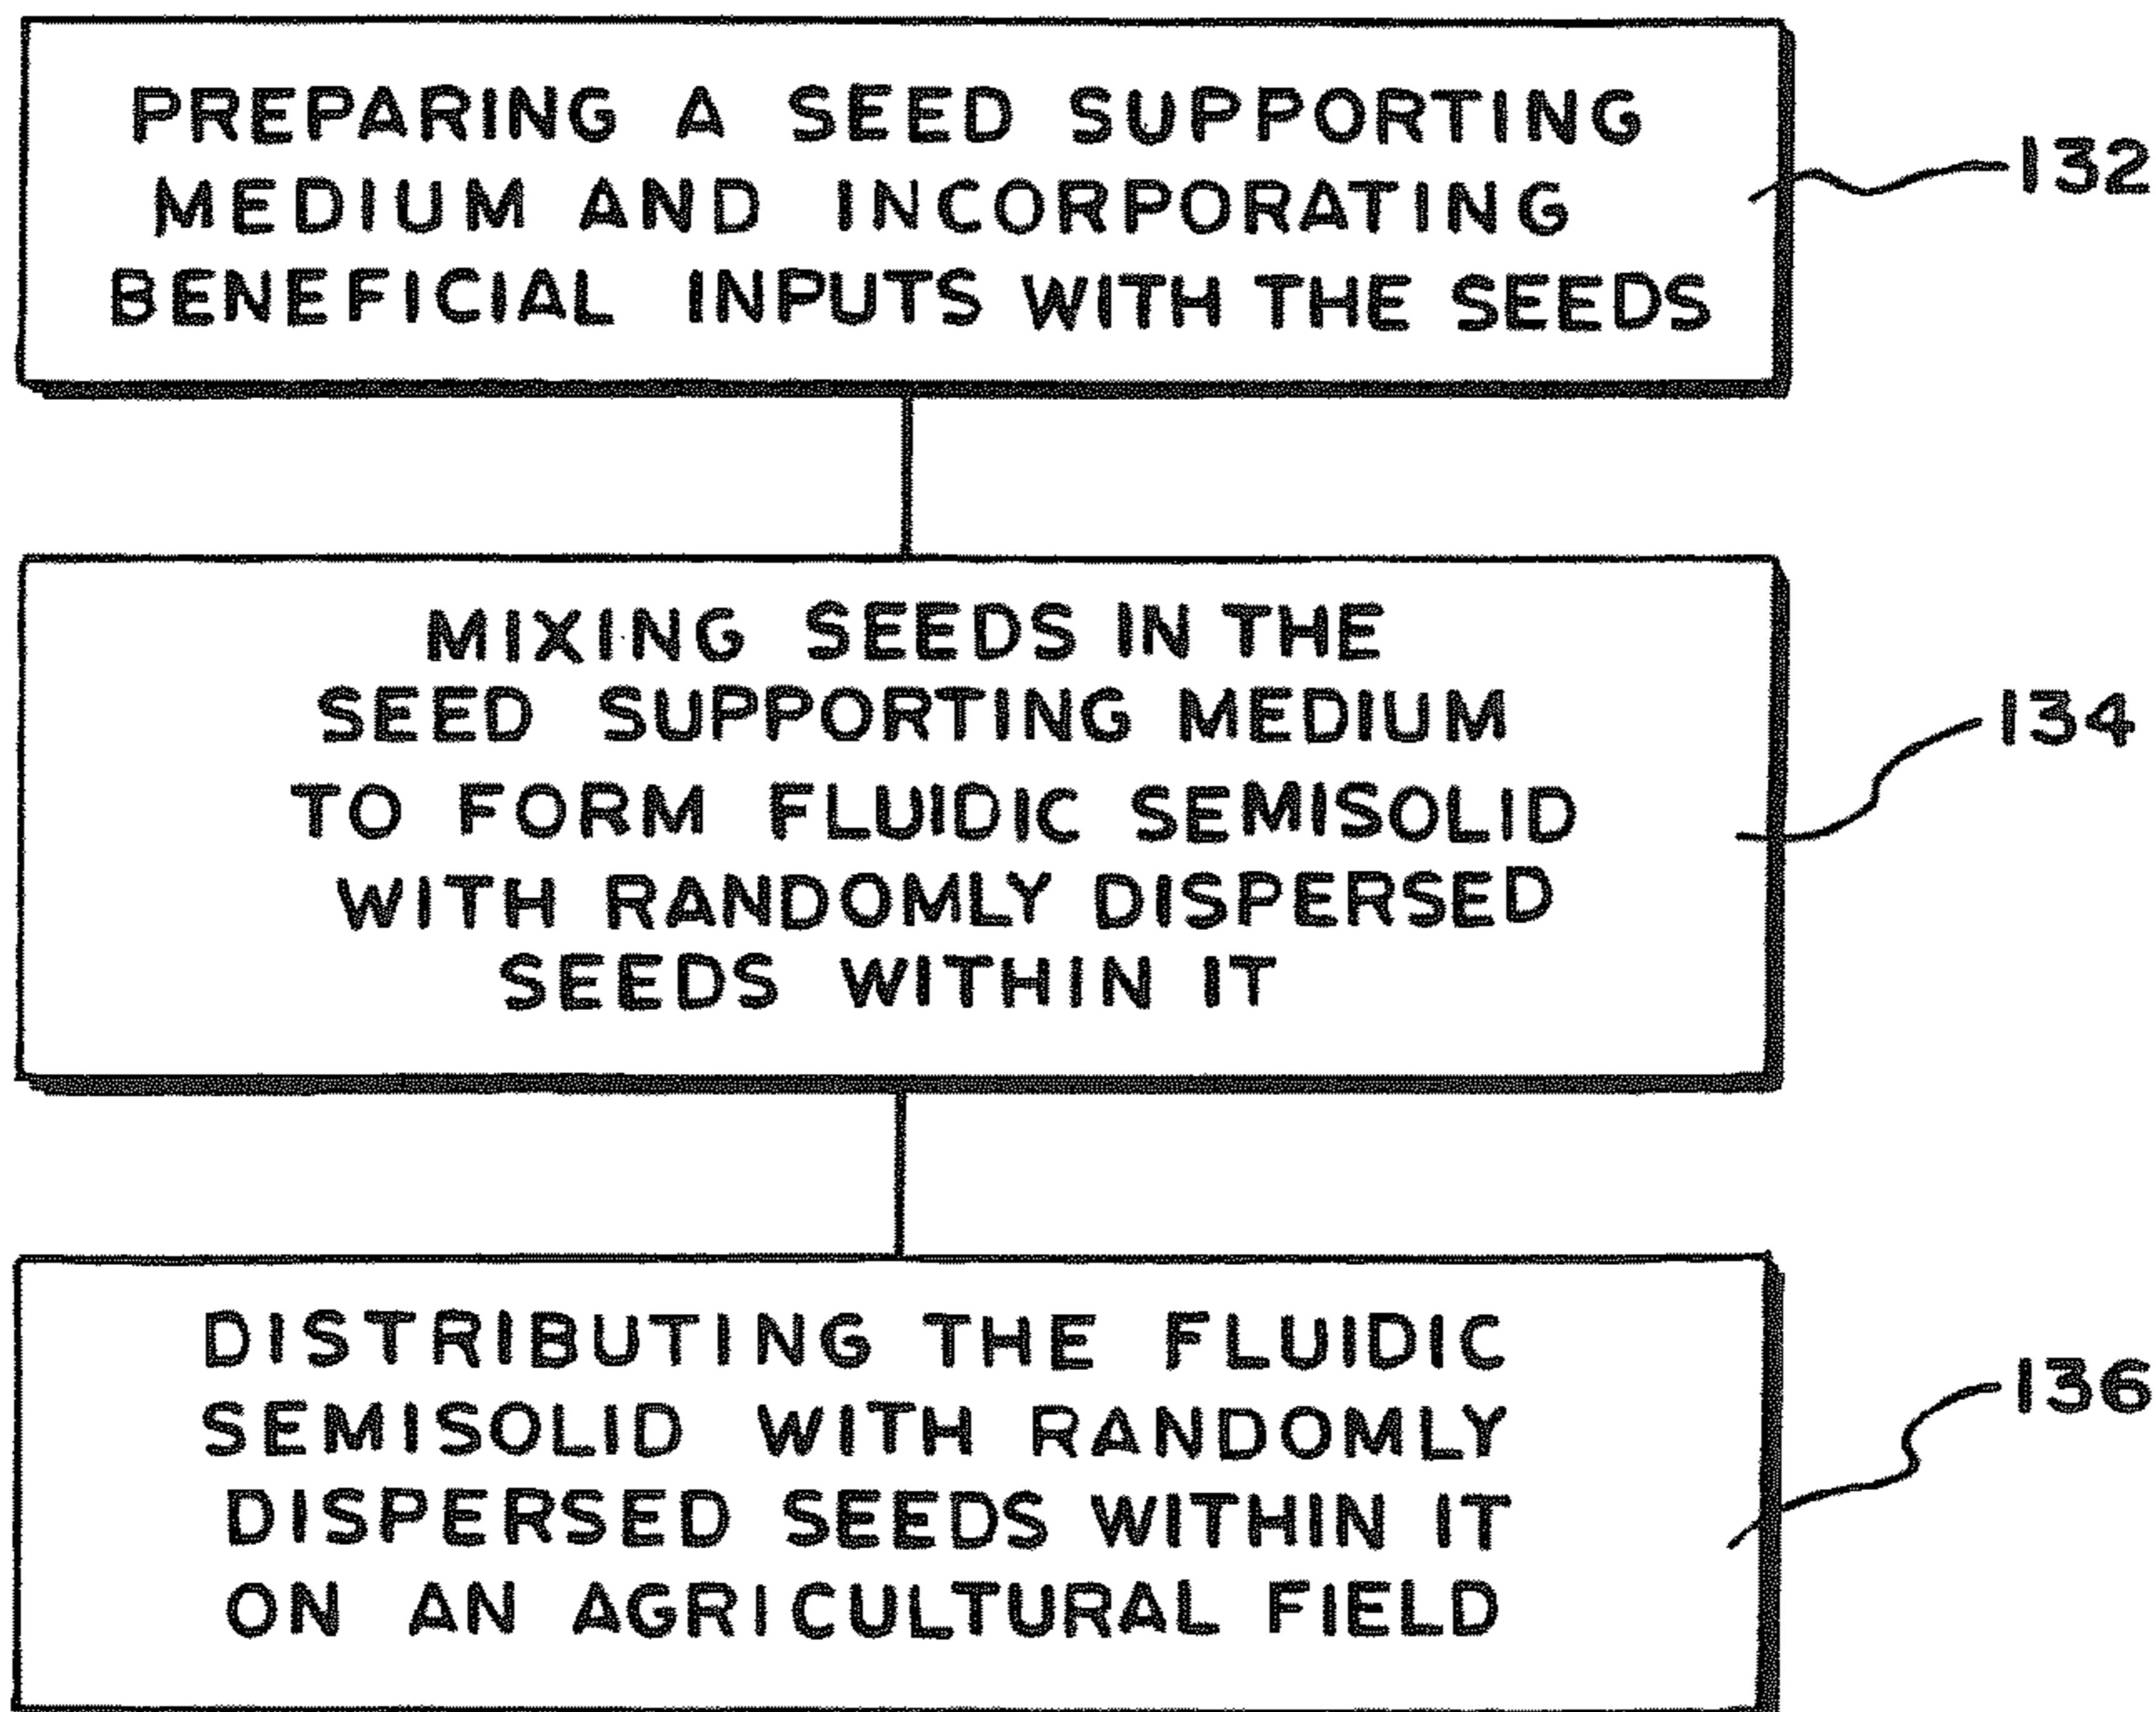 PREPARING A SEED SUPPORTING
MEDIUM AND INCORPORATING
BENEFICIAL INPUTS WITH THE SEEDS
132
MIXING SEEDS IN THE
SEED SUPPORTING MEDIUM
TO FORM FLUIDIC SEMISOLID
WITH RANDOMLY DISPERSED
SEEDS WITHIN IT
134
DISTRIBUTING THE FLUIDIC
SEMISOLID WITH RANDOMLY
DISPERSED SEEDS WITHIN IT
ON AN AGRICULTURAL FIELD
136